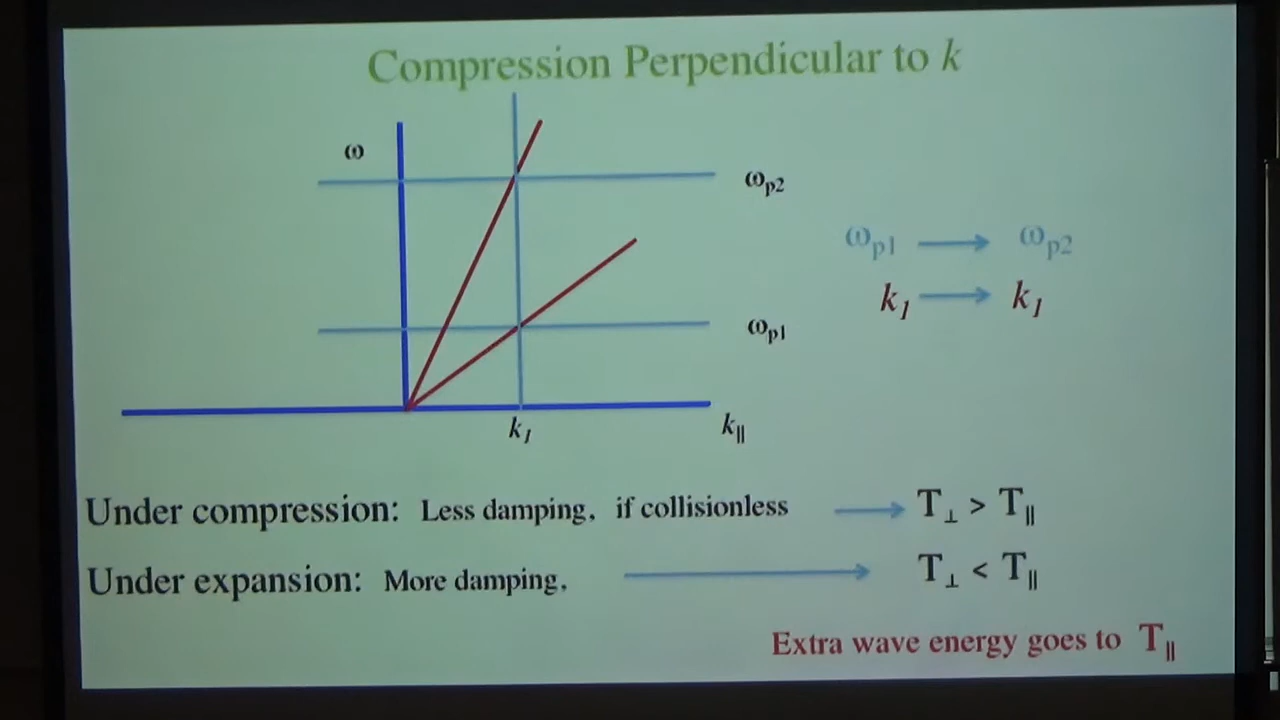 Compression Perpendicular to k
ω
ωp2
ωp1 → ωp2
k1 → k1
ωp1
k1
k∥
Under compression: Less damping, if collisionless → T⊥ > T∥
Under expansion: More damping, → T⊥ < T∥
Extra wave energy goes to T∥